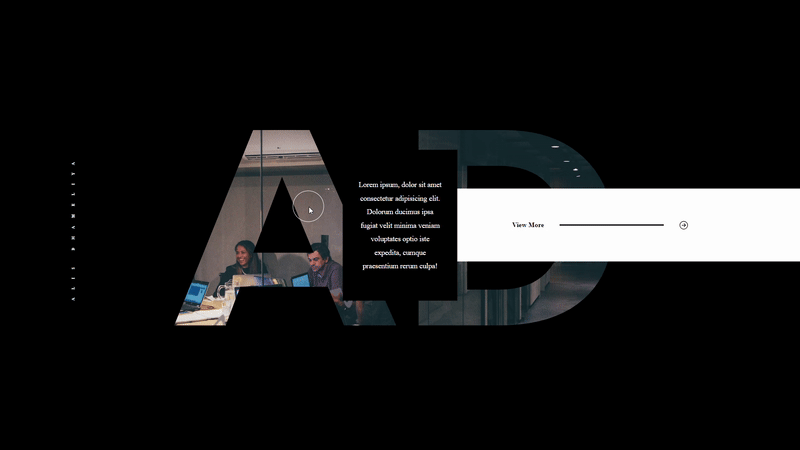 ALIE DHAMELIYA
AD
Lorem ipsum, dolor sit amet
consectetur adipisicing elit.
Dolorum ducimus ipsa
fugiat velit minima veniam
voluptates optio iste
expedita, cumque
praesentium rerum culpa!
View More